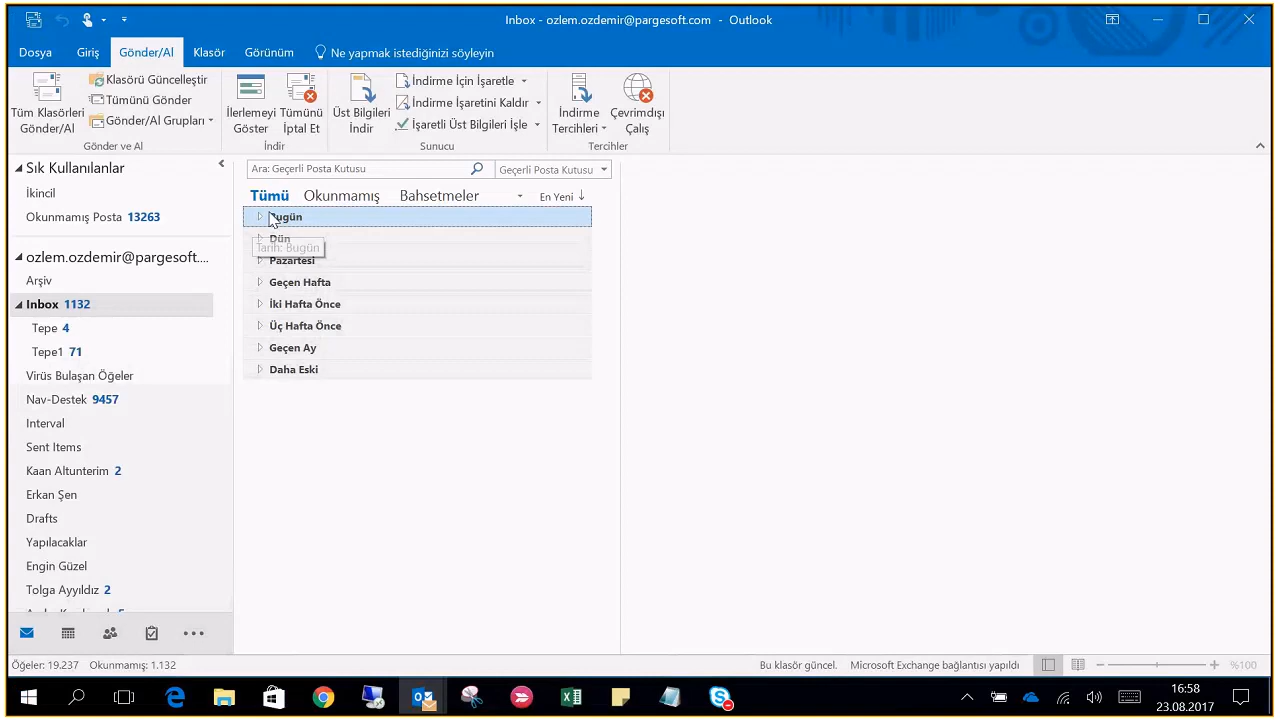 Inbox - ozlem.ozdemir@pargesoft.com - Outlook
Dosya Giriş Gönder/Al Klasör Görünüm Ne yapmak istediğinizi söyleyin
Tüm Klasörleri Gönder/Al
Klasörü Güncelleştir
Tümünü Gönder
Gönder/Al Grupları
Gönder ve Al
İlerlemeyi Göster
Tümünü İptal Et
İndir
Üst Bilgileri İndir
İndirme İçin İşaretle
İndirme İşaretini Kaldır
İşaretli Üst Bilgileri İşle
Sunucu
İndirme Tercihleri
Çevrimdışı Çalış
Tercihler
Sık Kullanılanlar
İkincil
Okunmamış Posta 13263
ozlem.ozdemir@pargesoft....
Arşiv
Inbox 1132
Tepe 4
Tepe1 71
Virüs Bulaşan Öğeler
Nav-Destek 9457
Interval
Sent Items
Kaan Altunterim 2
Erkan Şen
Drafts
Yapılacaklar
Engin Güzel
Tolga Ayyıldız 2
Ara: Geçerli Posta Kutusu
Geçerli Posta Kutusu
Tümü Okunmamış Bahsetmeler En Yeni
Bugün
Dün
Tarih: Bugün
Pazartesi
Geçen Hafta
İki Hafta Önce
Üç Hafta Önce
Geçen Ay
Daha Eski
Öğeler: 19.237 Okunmamış: 1.132
Bu klasör güncel. Microsoft Exchange bağlantısı yapıldı %100
16:58
23.08.2017